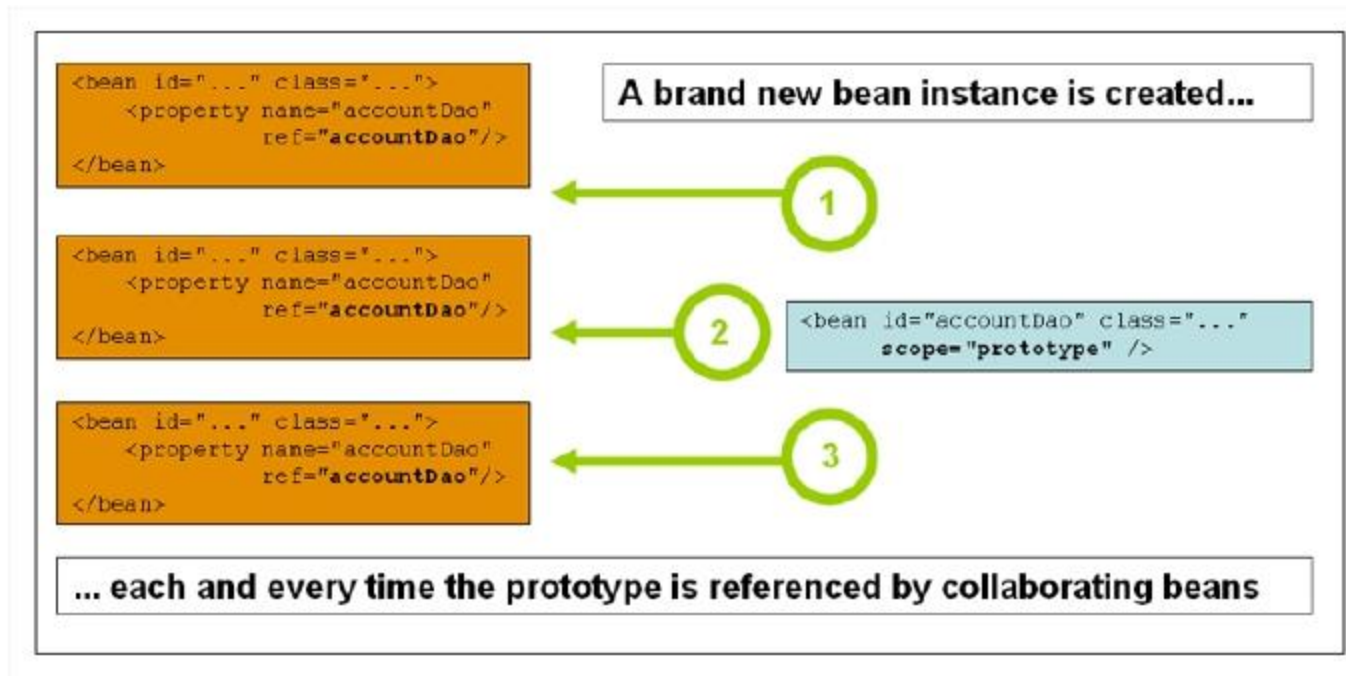 <bean id="..." class="...">
<property name="accountDao"
ref="accountDao"/>
</bean>
A brand new bean instance is created...
1
<bean id="..." class="...">
<property name="accountDao"
ref="accountDao"/>
</bean>
2
<bean id="accountDao" class="..."
scope="prototype" />
<bean id="..." class="...">
<property name="accountDao"
ref="accountDao"/>
</bean>
3
... each and every time the prototype is referenced by collaborating beans